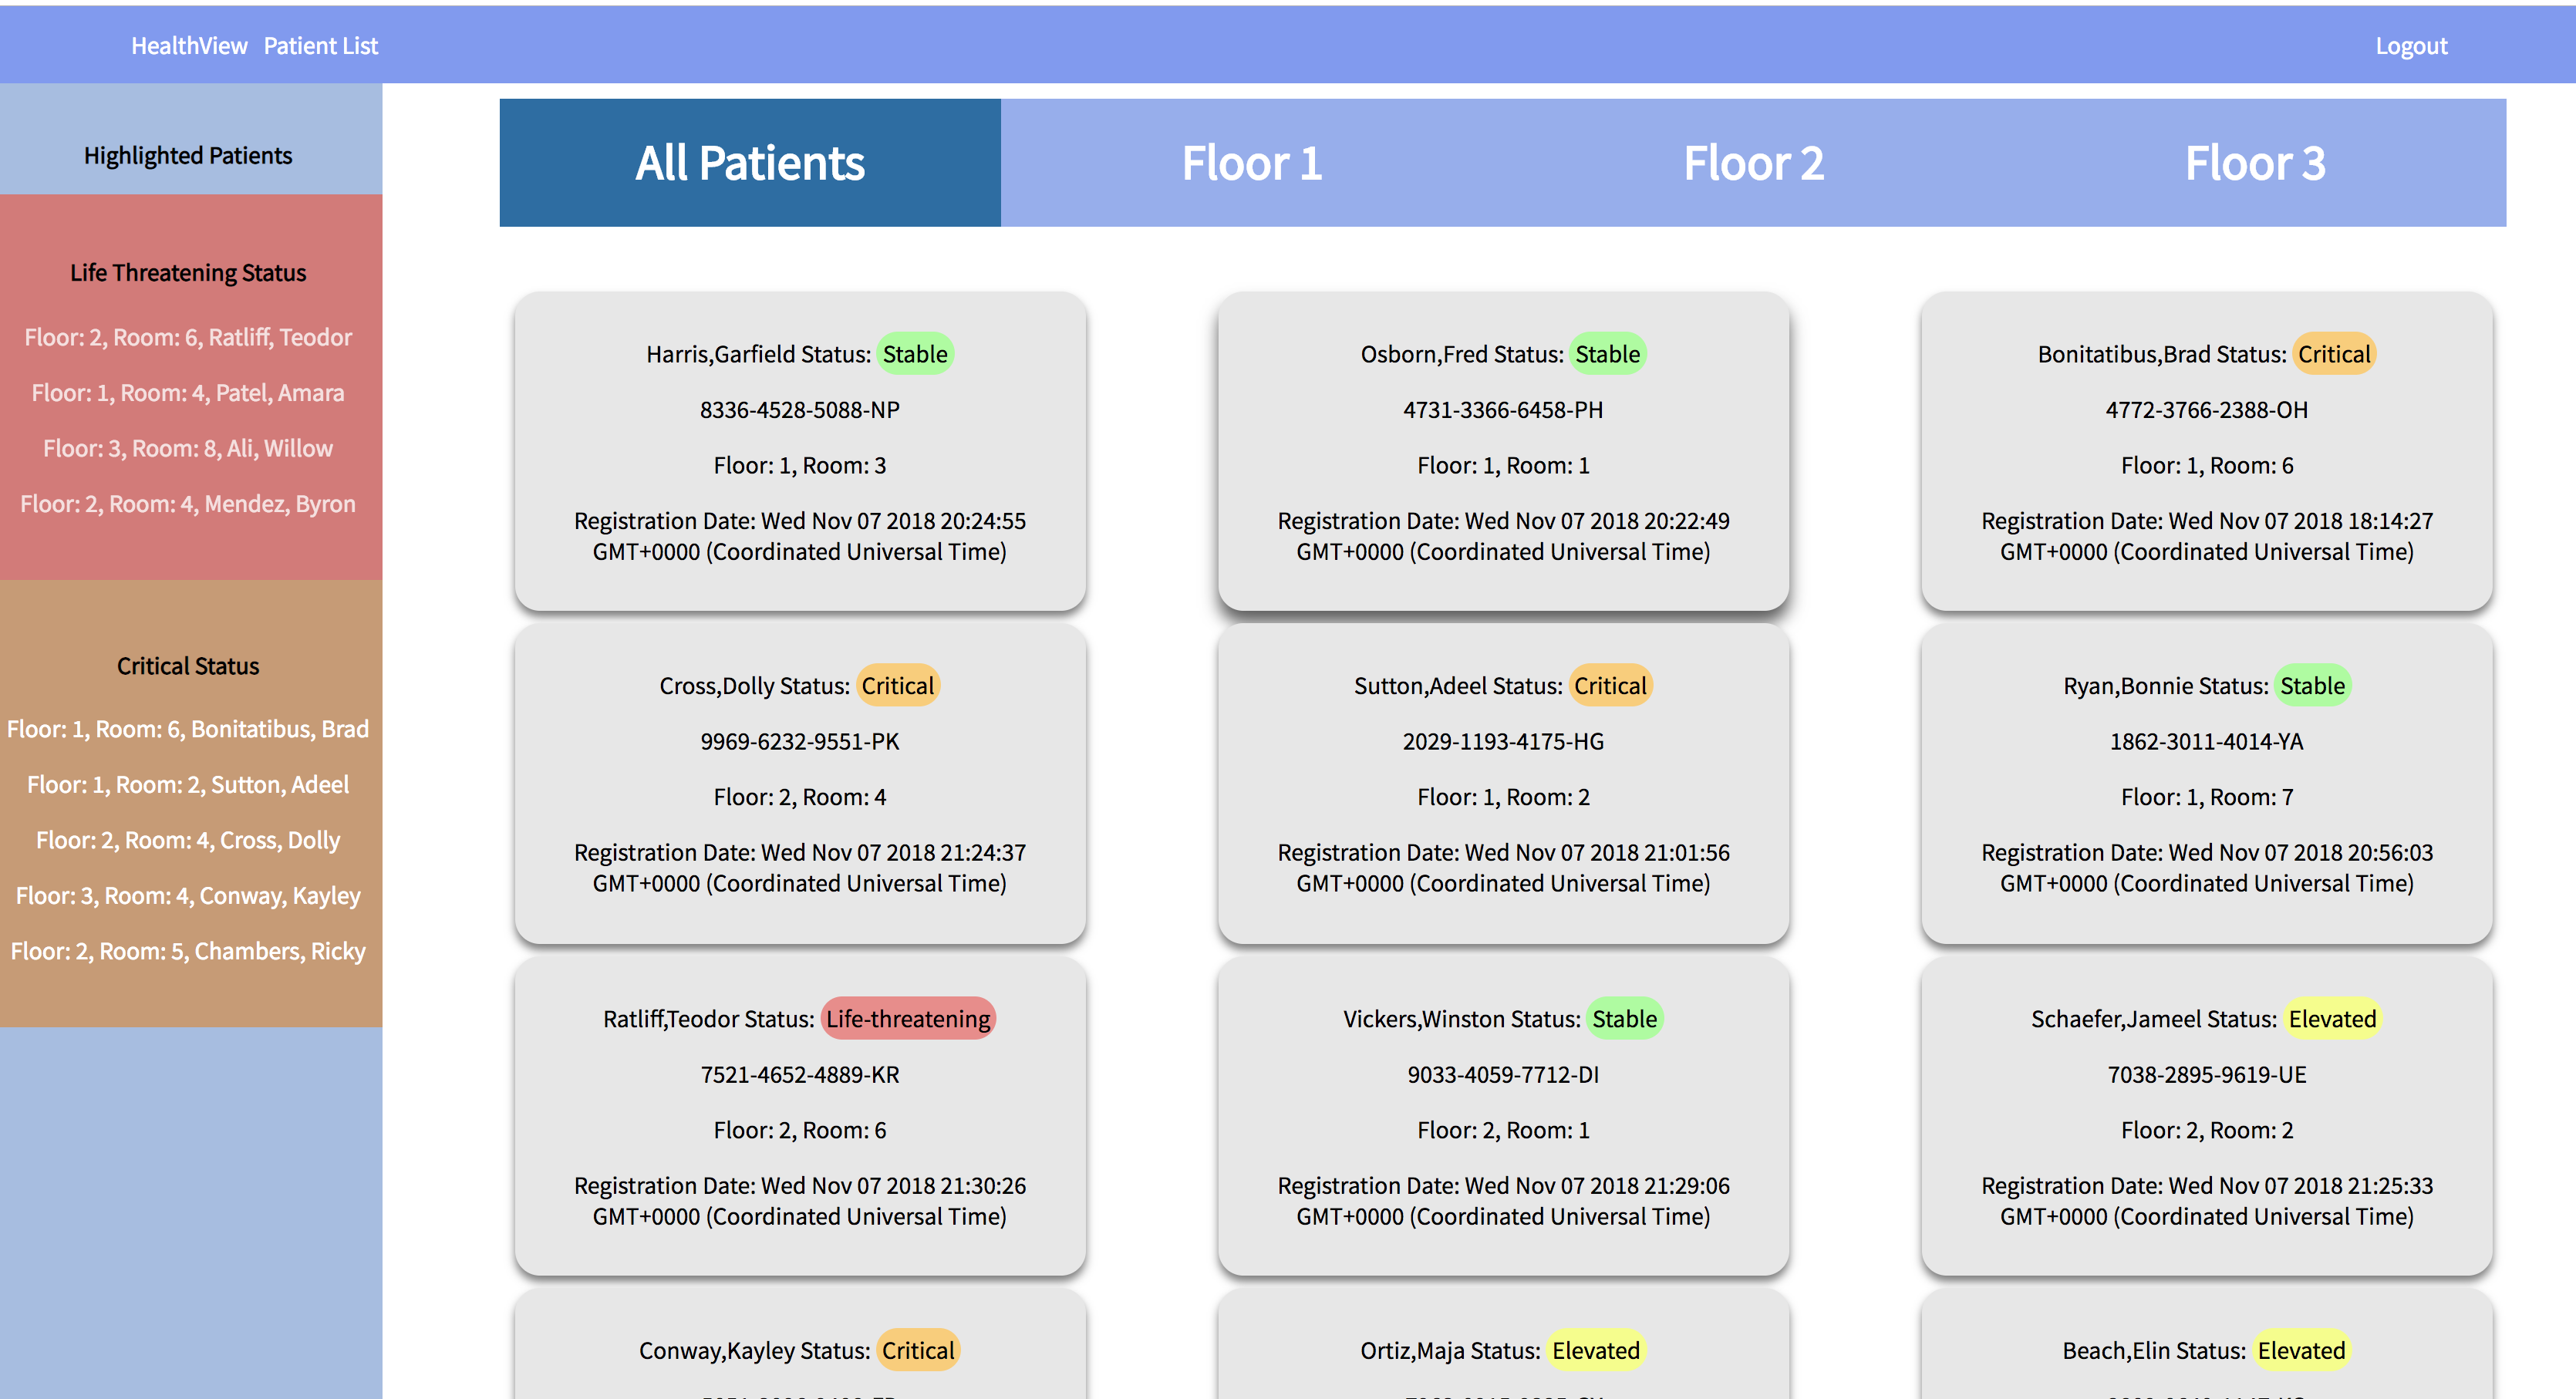 HealthView Patient List Logout
Highlighted Patients
Life Threatening Status
Floor: 2, Room: 6, Ratliff, Teodor
Floor: 1, Room: 4, Patel, Amara
Floor: 3, Room: 8, Ali, Willow
Floor: 2, Room: 4, Mendez, Byron
Critical Status
Floor: 1, Room: 6, Bonitatibus, Brad
Floor: 1, Room: 2, Sutton, Adeel
Floor: 2, Room: 4, Cross, Dolly
Floor: 3, Room: 4, Conway, Kayley
Floor: 2, Room: 5, Chambers, Ricky
All Patients Floor 1 Floor 2 Floor 3
Harris,Garfield Status: Stable
8336-4528-5088-NP
Floor: 1, Room: 3
Registration Date: Wed Nov 07 2018 20:24:55
GMT+0000 (Coordinated Universal Time)
Osborn,Fred Status: Stable
4731-3366-6458-PH
Floor: 1, Room: 1
Registration Date: Wed Nov 07 2018 20:22:49
GMT+0000 (Coordinated Universal Time)
Bonitatibus,Brad Status: Critical
4772-3766-2388-OH
Floor: 1, Room: 6
Registration Date: Wed Nov 07 2018 18:14:27
GMT+0000 (Coordinated Universal Time)
Cross,Dolly Status: Critical
9969-6232-9551-PK
Floor: 2, Room: 4
Registration Date: Wed Nov 07 2018 21:24:37
GMT+0000 (Coordinated Universal Time)
Sutton,Adeel Status: Critical
2029-1193-4175-HG
Floor: 1, Room: 2
Registration Date: Wed Nov 07 2018 21:01:56
GMT+0000 (Coordinated Universal Time)
Ryan,Bonnie Status: Stable
1862-3011-4014-YA
Floor: 1, Room: 7
Registration Date: Wed Nov 07 2018 20:56:03
GMT+0000 (Coordinated Universal Time)
Ratliff,Teodor Status: Life-threatening
7521-4652-4889-KR
Floor: 2, Room: 6
Registration Date: Wed Nov 07 2018 21:30:26
GMT+0000 (Coordinated Universal Time)
Vickers,Winston Status: Stable
9033-4059-7712-DI
Floor: 2, Room: 1
Registration Date: Wed Nov 07 2018 21:29:06
GMT+0000 (Coordinated Universal Time)
Schaefer,Jameel Status: Elevated
7038-2895-9619-UE
Floor: 2, Room: 2
Registration Date: Wed Nov 07 2018 21:25:33
GMT+0000 (Coordinated Universal Time)
Conway,Kayley Status: Critical
Ortiz,Maja Status: Elevated
Beach,Elin Status: Elevated